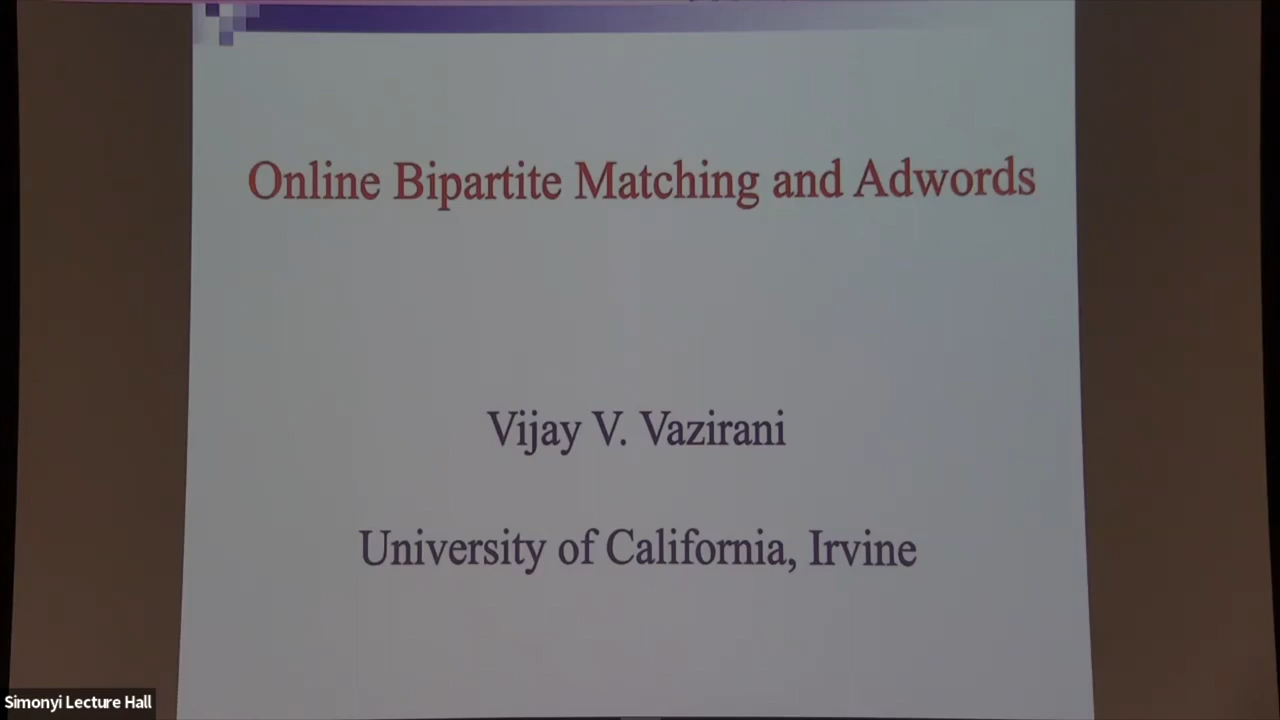 Online Bipartite Matching and Adwords
Vijay V. Vazirani
University of California, Irvine
Simonyi Lecture Hall